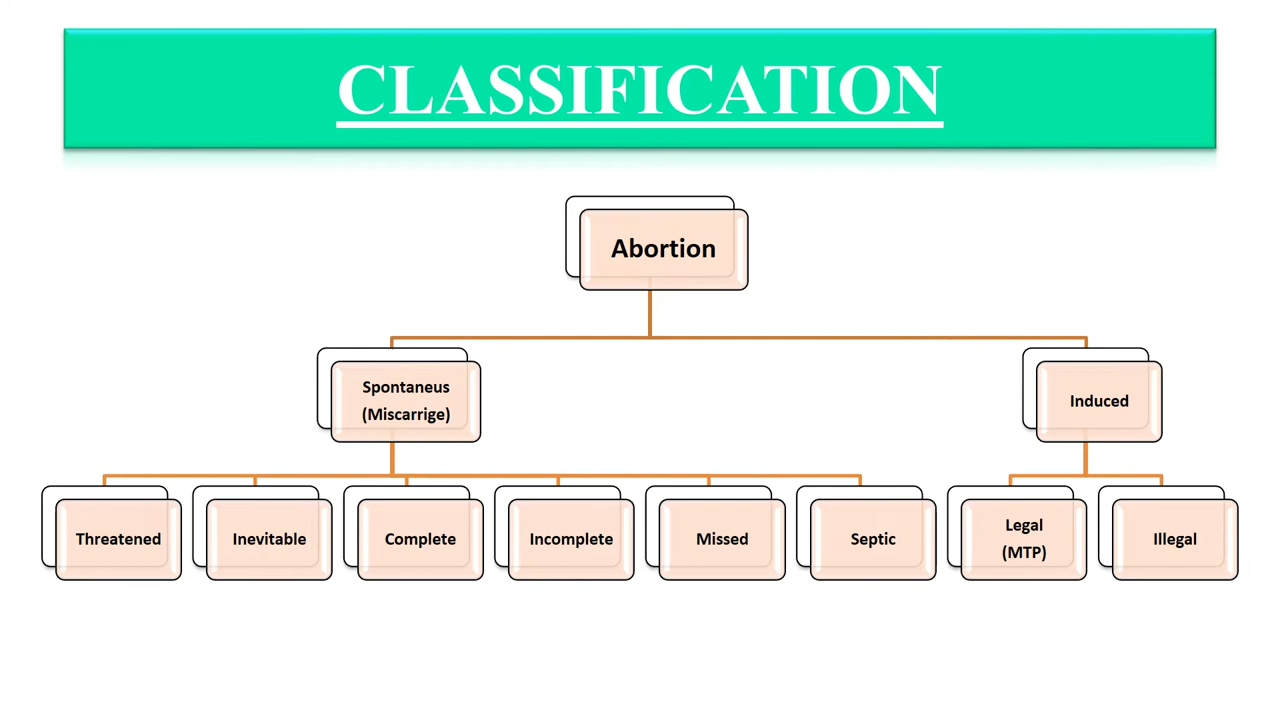 CLASSIFICATION
Abortion
Spontaneus
(Miscarrige)
Induced
Threatened
Inevitable
Complete
Incomplete
Missed
Septic
Legal
(MTP)
Illegal